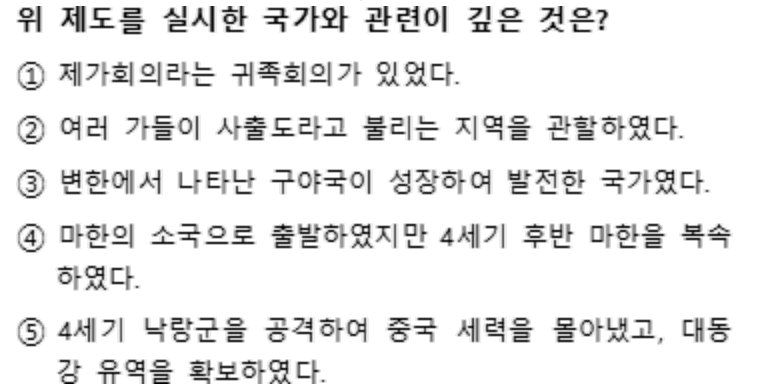 위 제도를 실시한 국가와 관련이 깊은 것은?
① 제가회의라는 귀족회의가 있었다.
② 여러 가들이 사출도라고 불리는 지역을 관할하였다.
③ 변한에서 나타난 구야국이 성장하여 발전한 국가였다.
④ 마한의 소국으로 출발하였지만 4세기 후반 마한을 복속
하였다.
⑤ 4세기 낙랑군을 공격하여 중국 세력을 몰아냈고, 대동
강 유역을 확보하였다.